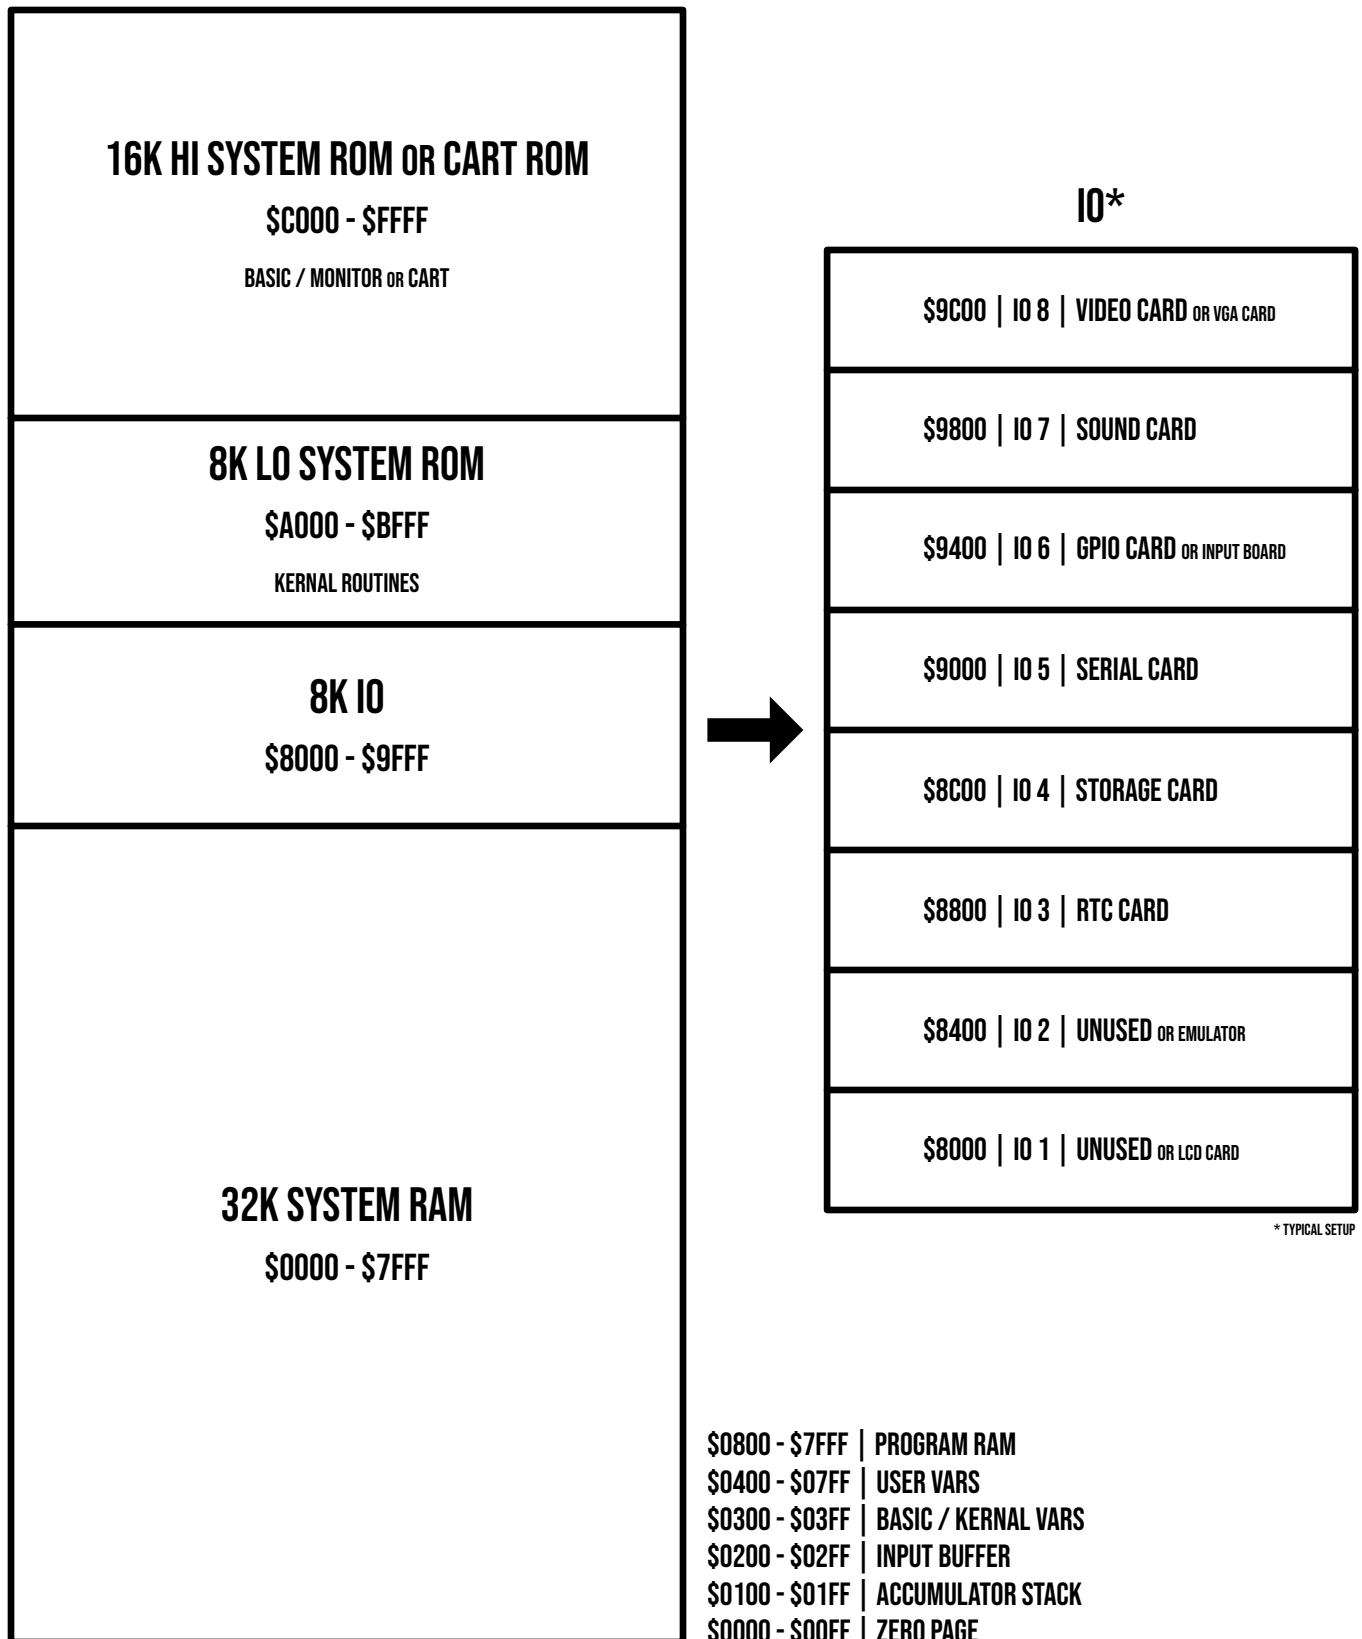 16K HI SYSTEM ROM OR CART ROM
$C000 - $FFFF
BASIC / MONITOR OR CART
8K LO SYSTEM ROM
$A000 - $BFFF
KERNAL ROUTINES
8K IO
$8000 - $9FFF
32K SYSTEM RAM
$0000 - $7FFF
IO*
$9C00 | IO 8 | VIDEO CARD OR VGA CARD
$9800 | IO 7 | SOUND CARD
$9400 | IO 6 | GPIO CARD OR INPUT BOARD
$9000 | IO 5 | SERIAL CARD
$8C00 | IO 4 | STORAGE CARD
$8800 | IO 3 | RTC CARD
$8400 | IO 2 | UNUSED OR EMULATOR
$8000 | IO 1 | UNUSED OR LCD CARD
* TYPICAL SETUP
$0800 - $7FFF | PROGRAM RAM
$0400 - $07FF | USER VARS
$0300 - $03FF | BASIC / KERNAL VARS
$0200 - $02FF | INPUT BUFFER
$0100 - $01FF | ACCUMULATOR STACK
$0000 - $00FF | ZERO PAGE